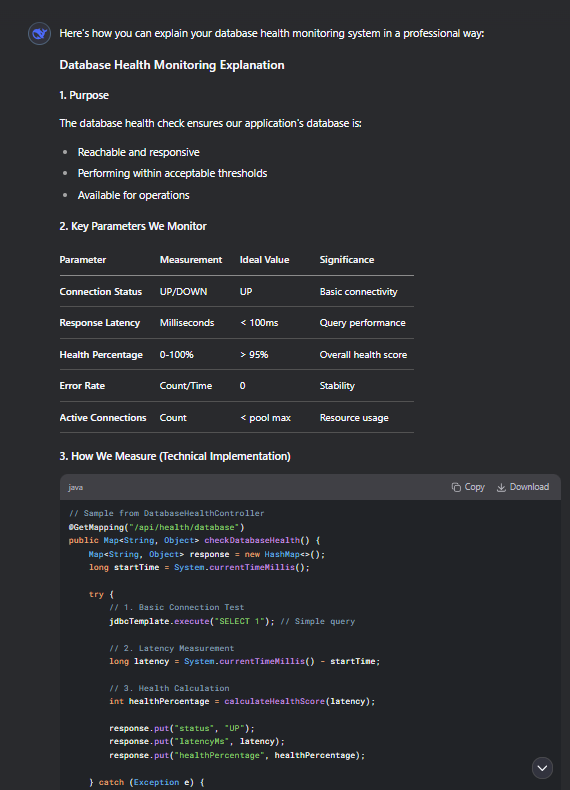 Here's how you can explain your database health monitoring system in a professional way:
Database Health Monitoring Explanation
1. Purpose
The database health check ensures our application's database is:
• Reachable and responsive
• Performing within acceptable thresholds
• Available for operations
2. Key Parameters We Monitor
Parameter Measurement Ideal Value Significance
Connection Status UP/DOWN UP Basic connectivity
Response Latency Milliseconds < 100ms Query performance
Health Percentage 0-100% > 95% Overall health score
Error Rate Count/Time 0 Stability
Active Connections Count < pool max Resource usage
3. How We Measure (Technical Implementation)
java Copy Download
// Sample from DatabaseHealthController
@GetMapping("/api/health/database")
public Map<String, Object> checkDatabaseHealth() {
    Map<String, Object> response = new HashMap<>();
    long startTime = System.currentTimeMillis();

    try {
        // 1. Basic Connection Test
        jdbcTemplate.execute("SELECT 1"); // Simple query

        // 2. Latency Measurement
        long latency = System.currentTimeMillis() - startTime;

        // 3. Health Calculation
        int healthPercentage = calculateHealthScore(latency);

        response.put("status", "UP");
        response.put("latencyMs", latency);
        response.put("healthPercentage", healthPercentage);

    } catch (Exception e) {